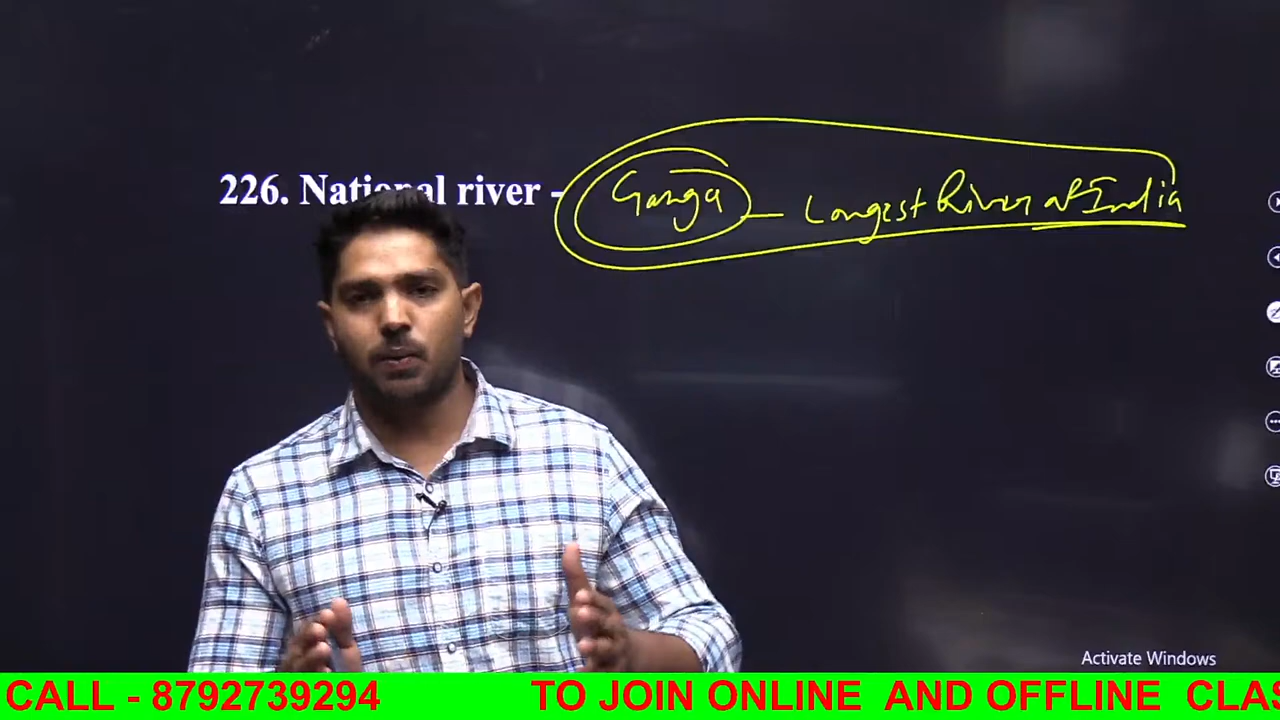 226. National river - Ganga - Longest River of India
Activate Windows
CALL - 8792739294 TO JOIN ONLINE AND OFFLINE CLAS